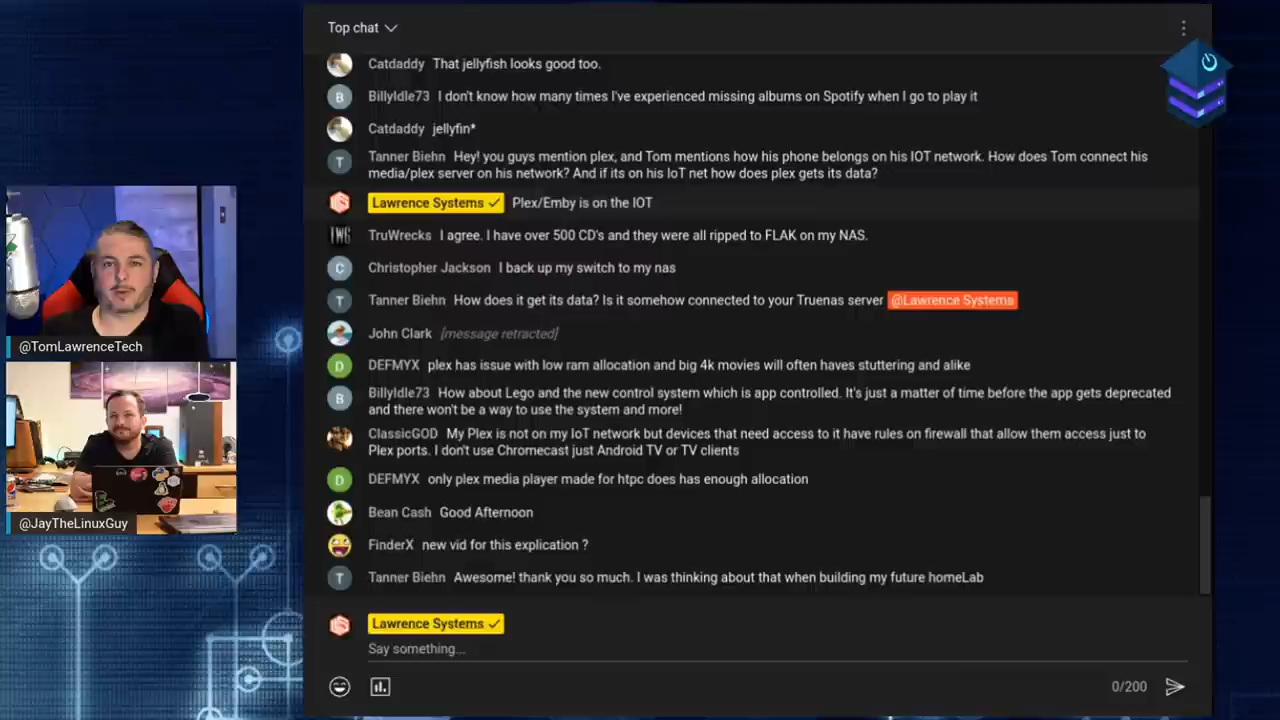 Top chat
Catdaddy That jellyfish looks good too.
B BillyIdle73 I don't know how many times I've experienced missing albums on Spotify when I go to play it
Catdaddy jellyfin*
T Tanner Biehn Hey! you guys mention plex, and Tom mentions how his phone belongs on his IOT network. How does Tom connect his
media/plex server on his network? And if its on his IoT net how does plex gets its data?
Lawrence Systems Plex/Emby is on the IOT
TWG TruWrecks I agree. I have over 500 CD's and they were all ripped to FLAK on my NAS.
C Christopher Jackson I back up my switch to my nas
T Tanner Biehn How does it get its data? Is it somehow connected to your Truenas server @Lawrence Systems
John Clark [message retracted]
D DEFMYX plex has issue with low ram allocation and big 4k movies will often haves stuttering and alike
B BillyIdle73 How about Lego and the new control system which is app controlled. It's just a matter of time before the app gets deprecated
and there won't be a way to use the system and more!
ClassicGOD My Plex is not on my IoT network but devices that need access to it have rules on firewall that allow them access just to
Plex ports. I don't use Chromecast just Android TV or TV clients
D DEFMYX only plex media player made for htpc does has enough allocation
Bean Cash Good Afternoon
FinderX new vid for this explication ?
T Tanner Biehn Awesome! thank you so much. I was thinking about that when building my future homeLab
Lawrence Systems
Say something...
0/200
@TomLawrenceTech
@JayTheLinuxGuy